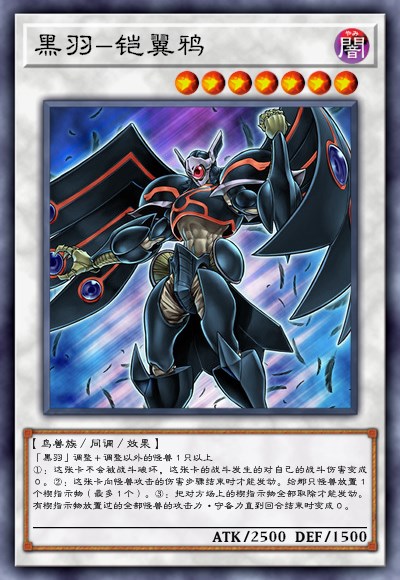 黑羽-铠翼鸦
やみ
闇
【鸟兽族/同调/效果】
「黑羽」调整+调整以外的怪兽1只以上
①：这张卡不会被战斗破坏，这张卡的战斗发生的对自己的战斗伤害变成
0。②：这张卡向怪兽攻击的伤害步骤结束时才能发动。给那只怪兽放置1
个楔指示物（最多1个）。③：把对方场上的楔指示物全部取除才能发动。
有楔指示物放置过的全部怪兽的攻击力·守备力直到回合结束时变成0。
ATK/2500 DEF/1500